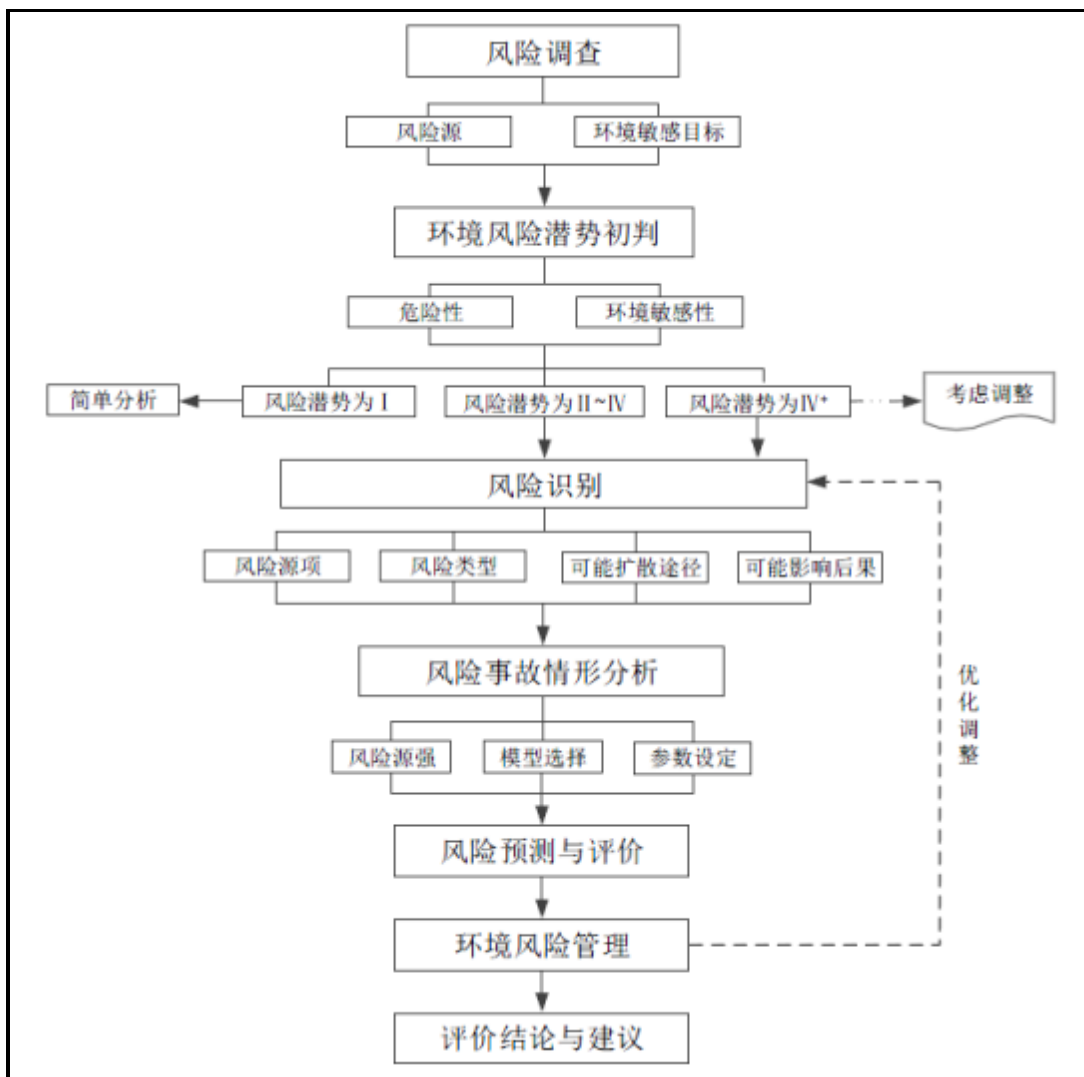 风险调查
风险源
环境敏感目标
环境风险潜势初判
危险性
环境敏感性
简单分析
风险潜势为Ⅰ
风险潜势为Ⅱ~Ⅳ
风险潜势为Ⅳ⁺
考虑调整
风险识别
风险源项
风险类型
可能扩散途径
可能影响后果
风险事故情形分析
优化调整
风险源强
模型选择
参数设定
风险预测与评价
环境风险管理
评价结论与建议